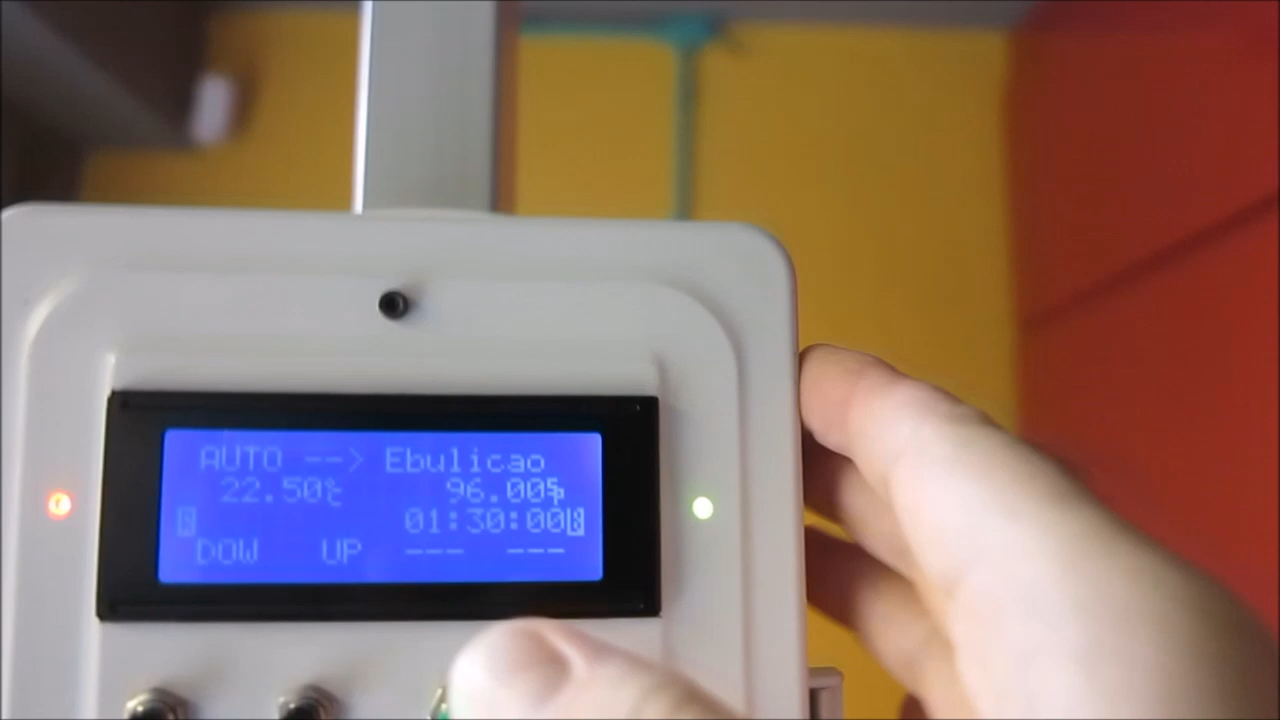 AUTO --> Ebulicao
22.50℃ 96.00
01:30:00
DOW UP --- ---